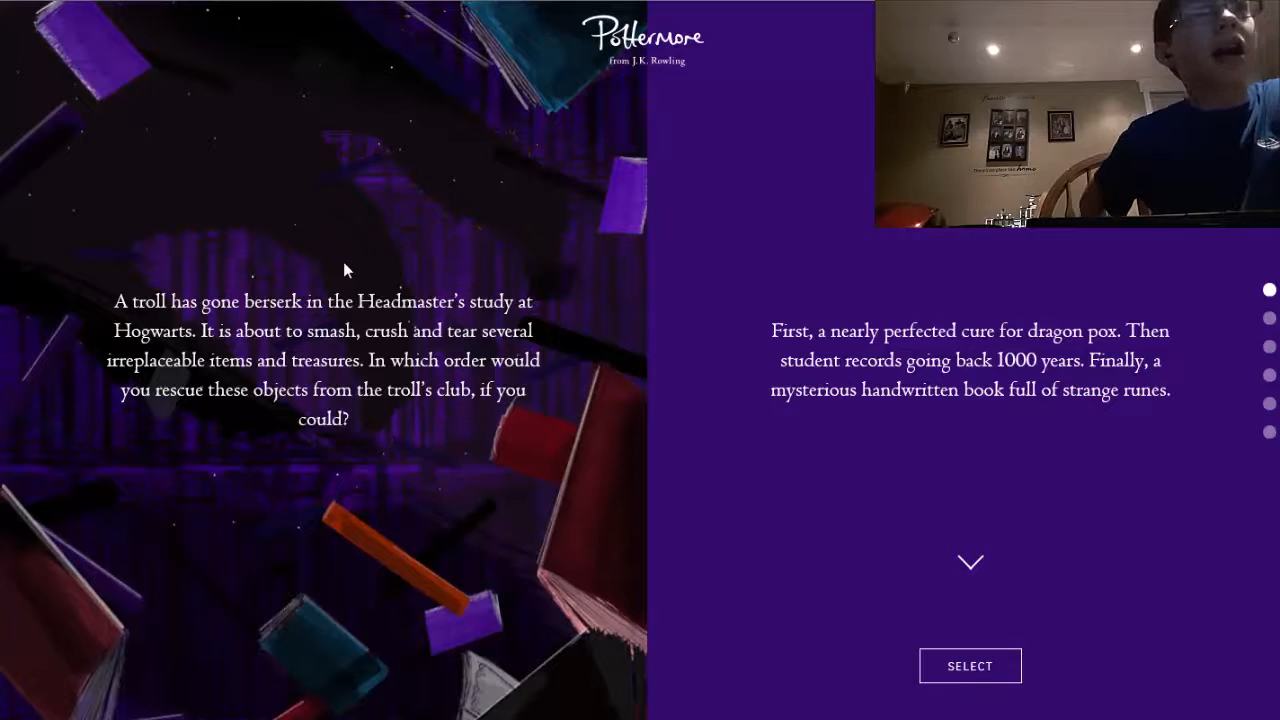 Pottermore
from J.K. Rowling
A troll has gone berserk in the Headmaster's study at
Hogwarts. It is about to smash, crush and tear several
irreplaceable items and treasures. In which order would
you rescue these objects from the troll's club, if you
could?
First, a nearly perfected cure for dragon pox. Then
student records going back 1000 years. Finally, a
mysterious handwritten book full of strange runes.
SELECT